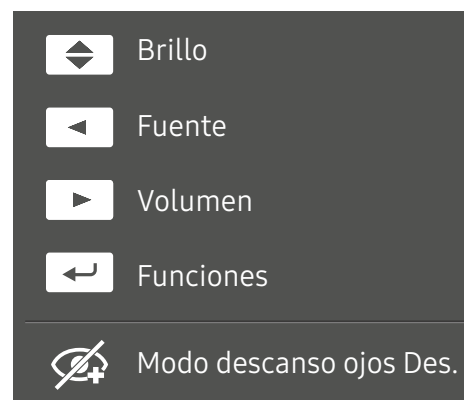 Brillo
Fuente
Volumen
Funciones
Modo descanso ojos Des.